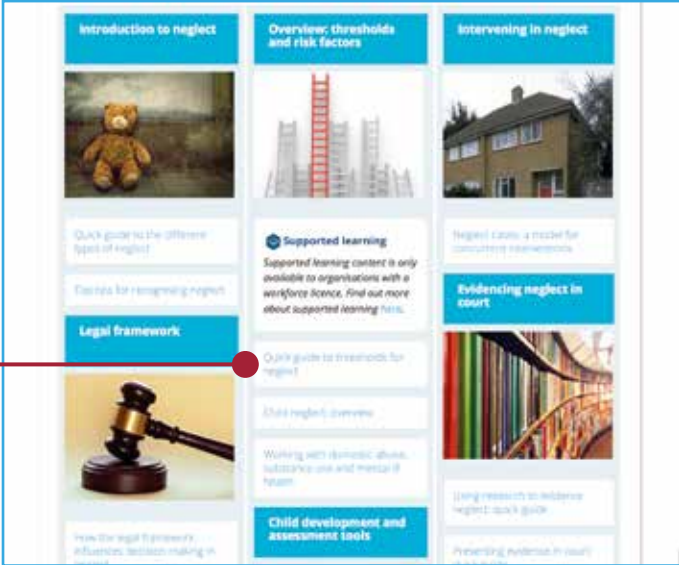 Introduction to neglect
Quick guide to the different
types of neglect
Top tips for recognising neglect
Legal framework
How the legal framework
influences decision making in
Overview: thresholds
and risk factors
Supported learning
Supported learning content is only
available to organisations with a
workforce licence. Find out more
about supported learning here.
Quick guide to thresholds for
neglect
Child neglect: overview
Working with domestic abuse,
substance use and mental ill
health
Child development and
assessment tools
Intervening in neglect
Neglect cases: a model for
concurrent interventions
Evidencing neglect in
court
Using research to evidence
neglect: quick guide
Presenting evidence in court: